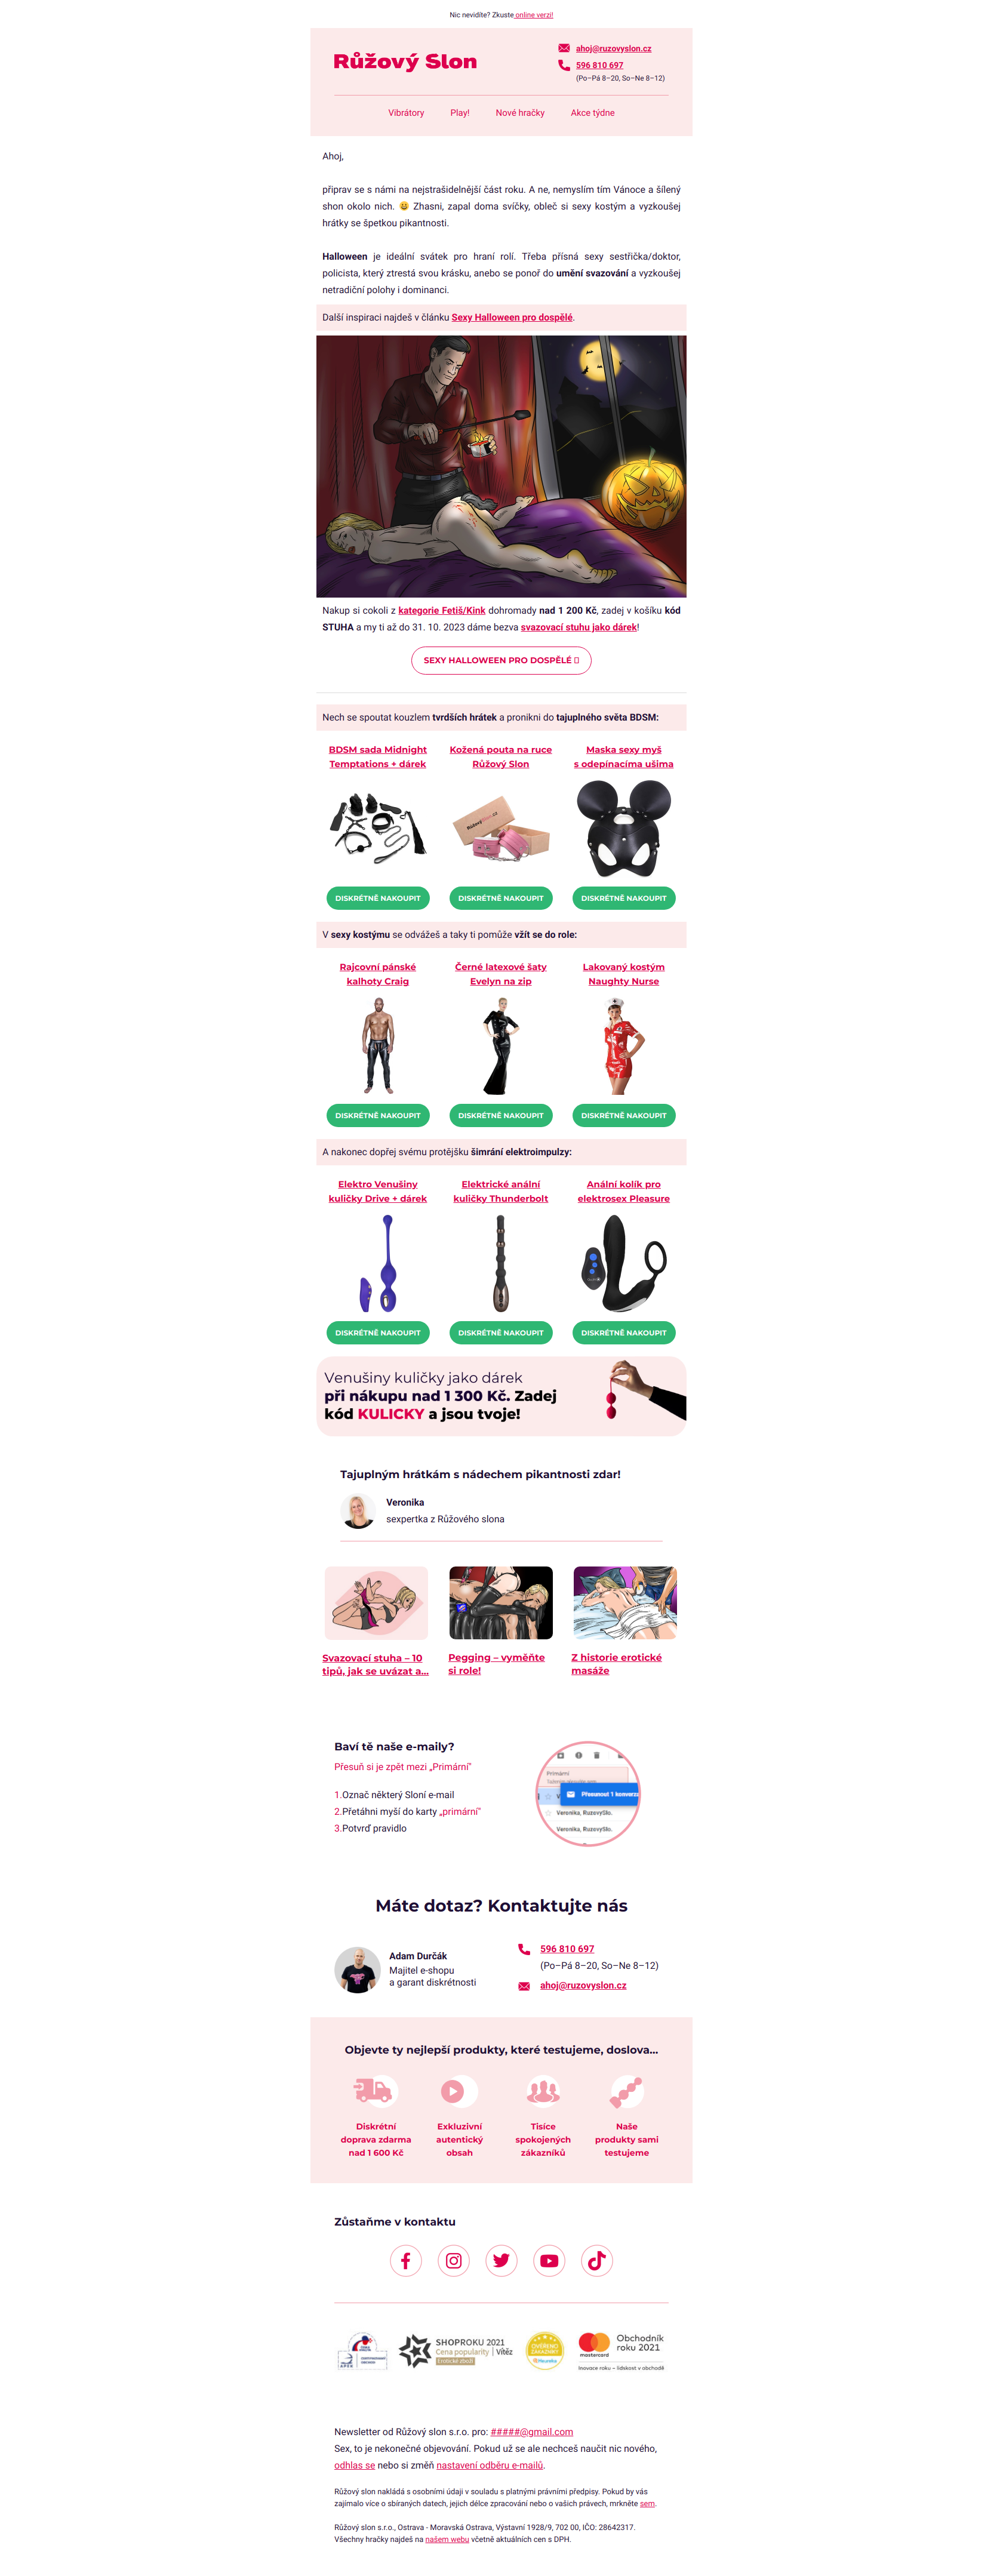 Nic nevidíte? Zkuste online verzi!
Růžový Slon
ahoj@ruzovyslon.cz
596 810 697
(Po–Pá 8–20, So–Ne 8–12)
Vibrátory Play! Nové hračky Akce týdne
Ahoj,
připrav se s námi na nejstrašidelnější část roku. A ne, nemyslím tím Vánoce a šílený
shon okolo nich. 😃 Zhasni, zapal doma svíčky, obleč si sexy kostým a vyzkoušej
hrátky se špetkou pikantnosti.
Halloween je ideální svátek pro hraní rolí. Třeba přísná sexy sestřička/doktor,
policista, který ztrestá svou krásku, anebo se ponoř do umění svazování a vyzkoušej
netradiční polohy i dominanci.
Další inspiraci najdeš v článku Sexy Halloween pro dospělé.
Nakup si cokoli z kategorie Fetiš/Kink dohromady nad 1 200 Kč, zadej v košíku kód
STUHA a my ti až do 31. 10. 2023 dáme bezva svazovací stuhu jako dárek!
SEXY HALLOWEEN PRO DOSPĚLÉ
Nech se spoutat kouzlem tvrdších hrátek a pronikni do tajuplného světa BDSM:
BDSM sada Midnight
Temptations + dárek
Kožená pouta na ruce
Růžový Slon
Maska sexy myš
s odepínacíma ušima
RůžovýSlon.cz
DISKRÉTNĚ NAKOUPIT DISKRÉTNĚ NAKOUPIT DISKRÉTNĚ NAKOUPIT
V sexy kostýmu se odvážeš a taky ti pomůže vžít se do role:
Rajcovní pánské
kalhoty Craig
Černé latexové šaty
Evelyn na zip
Lakovaný kostým
Naughty Nurse
DISKRÉTNĚ NAKOUPIT DISKRÉTNĚ NAKOUPIT DISKRÉTNĚ NAKOUPIT
A nakonec dopřej svému protějšku šimrání elektroimpulzy:
Elektro Venušiny
kuličky Drive + dárek
Elektrické anální
kuličky Thunderbolt
Anální kolík pro
elektrosex Pleasure
DISKRÉTNĚ NAKOUPIT DISKRÉTNĚ NAKOUPIT DISKRÉTNĚ NAKOUPIT
Venušiny kuličky jako dárek
při nákupu nad 1 300 Kč. Zadej
kód KULICKY a jsou tvoje!
Tajuplným hrátkám s nádechem pikantnosti zdar!
Veronika
sexpertka z Růžového slona
Svazovací stuha – 10
tipů, jak se uvázat a...
Pegging – vyměňte
si role!
Z historie erotické
masáže
Baví tě naše e-maily?
Přesuň si je zpět mezi „Primární“
1.Označ některý Sloní e-mail
2.Přetáhni myší do karty „primární“
3.Potvrď pravidlo
Primární
Přesunout 1 konverza
Veronika, RuzovySlo.
Veronika, RuzovySlo.
Máte dotaz? Kontaktujte nás
Adam Durčák
Majitel e-shopu
a garant diskrétnosti
596 810 697
(Po–Pá 8–20, So–Ne 8–12)
ahoj@ruzovyslon.cz
Objevte ty nejlepší produkty, které testujeme, doslova...
Diskrétní
doprava zdarma
nad 1 600 Kč
Exkluzivní
autentický
obsah
Tisíce
spokojených
zákazníků
Naše
produkty sami
testujeme
Zůstaňme v kontaktu
APEK
SHOPROKU 2021
Cena popularity | Vítěz
Erotické zboží
OVĚŘENO
ZÁKAZNÍKY
Heureka
mastercard
Obchodník
roku 2021
Inovace roku – lidskost v obchodě
Newsletter od Růžový slon s.r.o. pro: #####@gmail.com
Sex, to je nekonečné objevování. Pokud už se ale nechceš naučit nic nového,
odhlas se nebo si změň nastavení odběru e-mailů.
Růžový slon nakládá s osobními údaji v souladu s platnými právními předpisy. Pokud by vás
zajímalo více o sbíraných datech, jejich délce zpracování nebo o vašich právech, mrkněte sem.
Růžový slon s.r.o., Ostrava - Moravská Ostrava, Výstavní 1928/9, 702 00, IČO: 28642317.
Všechny hračky najdeš na našem webu včetně aktuálních cen s DPH.